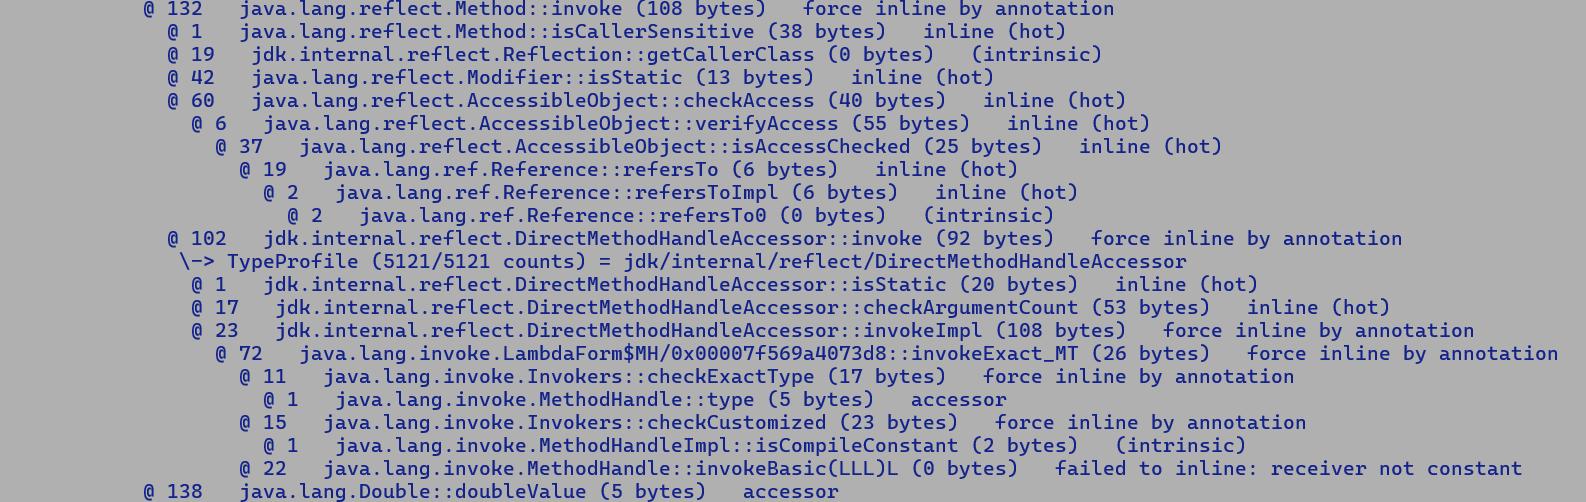 @ 132   java.lang.reflect.Method::invoke (108 bytes)   force inline by annotation
  @ 1   java.lang.reflect.Method::isCallerSensitive (38 bytes)   inline (hot)
  @ 19   jdk.internal.reflect.Reflection::getCallerClass (0 bytes)   (intrinsic)
  @ 42   java.lang.reflect.Modifier::isStatic (13 bytes)   inline (hot)
  @ 60   java.lang.reflect.AccessibleObject::checkAccess (40 bytes)   inline (hot)
    @ 6   java.lang.reflect.AccessibleObject::verifyAccess (55 bytes)   inline (hot)
      @ 37   java.lang.reflect.AccessibleObject::isAccessChecked (25 bytes)   inline (hot)
        @ 19   java.lang.ref.Reference::refersTo (6 bytes)   inline (hot)
          @ 2   java.lang.ref.Reference::refersToImpl (6 bytes)   inline (hot)
            @ 2   java.lang.ref.Reference::refersTo0 (0 bytes)   (intrinsic)
  @ 102   jdk.internal.reflect.DirectMethodHandleAccessor::invoke (92 bytes)   force inline by annotation
   \-> TypeProfile (5121/5121 counts) = jdk/internal/reflect/DirectMethodHandleAccessor
    @ 1   jdk.internal.reflect.DirectMethodHandleAccessor::isStatic (20 bytes)   inline (hot)
    @ 17   jdk.internal.reflect.DirectMethodHandleAccessor::checkArgumentCount (53 bytes)   inline (hot)
    @ 23   jdk.internal.reflect.DirectMethodHandleAccessor::invokeImpl (108 bytes)   force inline by annotation
      @ 72   java.lang.invoke.LambdaForm$MH/0x00007f569a4073d8::invokeExact_MT (26 bytes)   force inline by annotation
        @ 11   java.lang.invoke.Invokers::checkExactType (17 bytes)   force inline by annotation
          @ 1   java.lang.invoke.MethodHandle::type (5 bytes)   accessor
        @ 15   java.lang.invoke.Invokers::checkCustomized (23 bytes)   force inline by annotation
          @ 1   java.lang.invoke.MethodHandleImpl::isCompileConstant (2 bytes)   (intrinsic)
        @ 22   java.lang.invoke.MethodHandle::invokeBasic(LLL)L (0 bytes)   failed to inline: receiver not constant
@ 138   java.lang.Double::doubleValue (5 bytes)   accessor